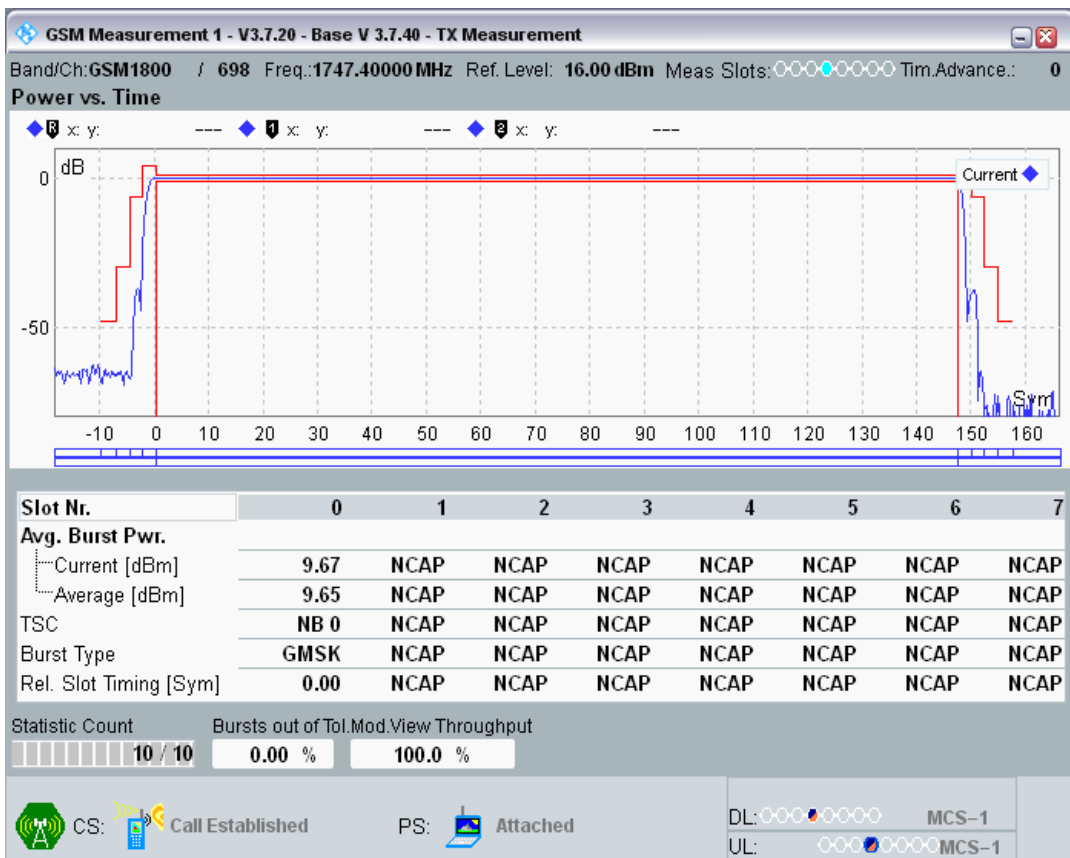 GSM Measurement 1 - V3.7.20 - Base V 3.7.40 - TX Measurement
Band/Ch:GSM1800 / 698 Freq.:1747.40000 MHz Ref. Level: 16.00 dBm Meas Slots: Tim.Advance.: 0
Power vs. Time
R x: y: --- 1 x: y: --- 2 x: y: ---
dB
Current
0
-50
Sym
-10 0 10 20 30 40 50 60 70 80 90 100 110 120 130 140 150 160
Slot Nr. 0 1 2 3 4 5 6 7
Avg. Burst Pwr.
Current [dBm] 9.67 NCAP NCAP NCAP NCAP NCAP NCAP NCAP
Average [dBm] 9.65 NCAP NCAP NCAP NCAP NCAP NCAP NCAP
TSC NB 0 NCAP NCAP NCAP NCAP NCAP NCAP NCAP
Burst Type GMSK NCAP NCAP NCAP NCAP NCAP NCAP NCAP
Rel. Slot Timing [Sym] 0.00 NCAP NCAP NCAP NCAP NCAP NCAP NCAP
Statistic Count Bursts out of Tol.Mod.View Throughput
10 / 10 0.00 % 100.0 %
CS: Call Established PS: Attached
DL: MCS-1
UL: MCS-1